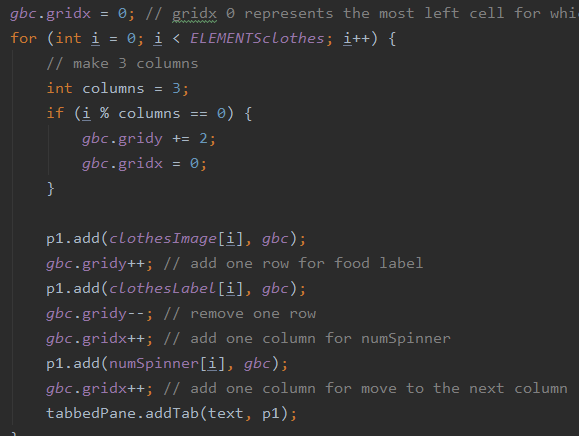 gbc.gridx = 0; // gridx 0 represents the most left cell for
for (int i = 0; i < ELEMENTSclothes; i++) {
// make 3 columns
int columns = 3;
if (i % columns == 0) {
gbc.gridy += 2;
gbc.gridx = 0;
}
p1.add(clothesImage[i], gbc);
gbc.gridy++; // add one row for food label
p1.add(clothesLabel[i], gbc);
gbc.gridy--; // remove one row
gbc.gridx++; // add one column for numSpinner
p1.add(numSpinner[i], gbc);
gbc.gridx++; // add one column for move to the next column
tabbedPane.addTab(text, p1);